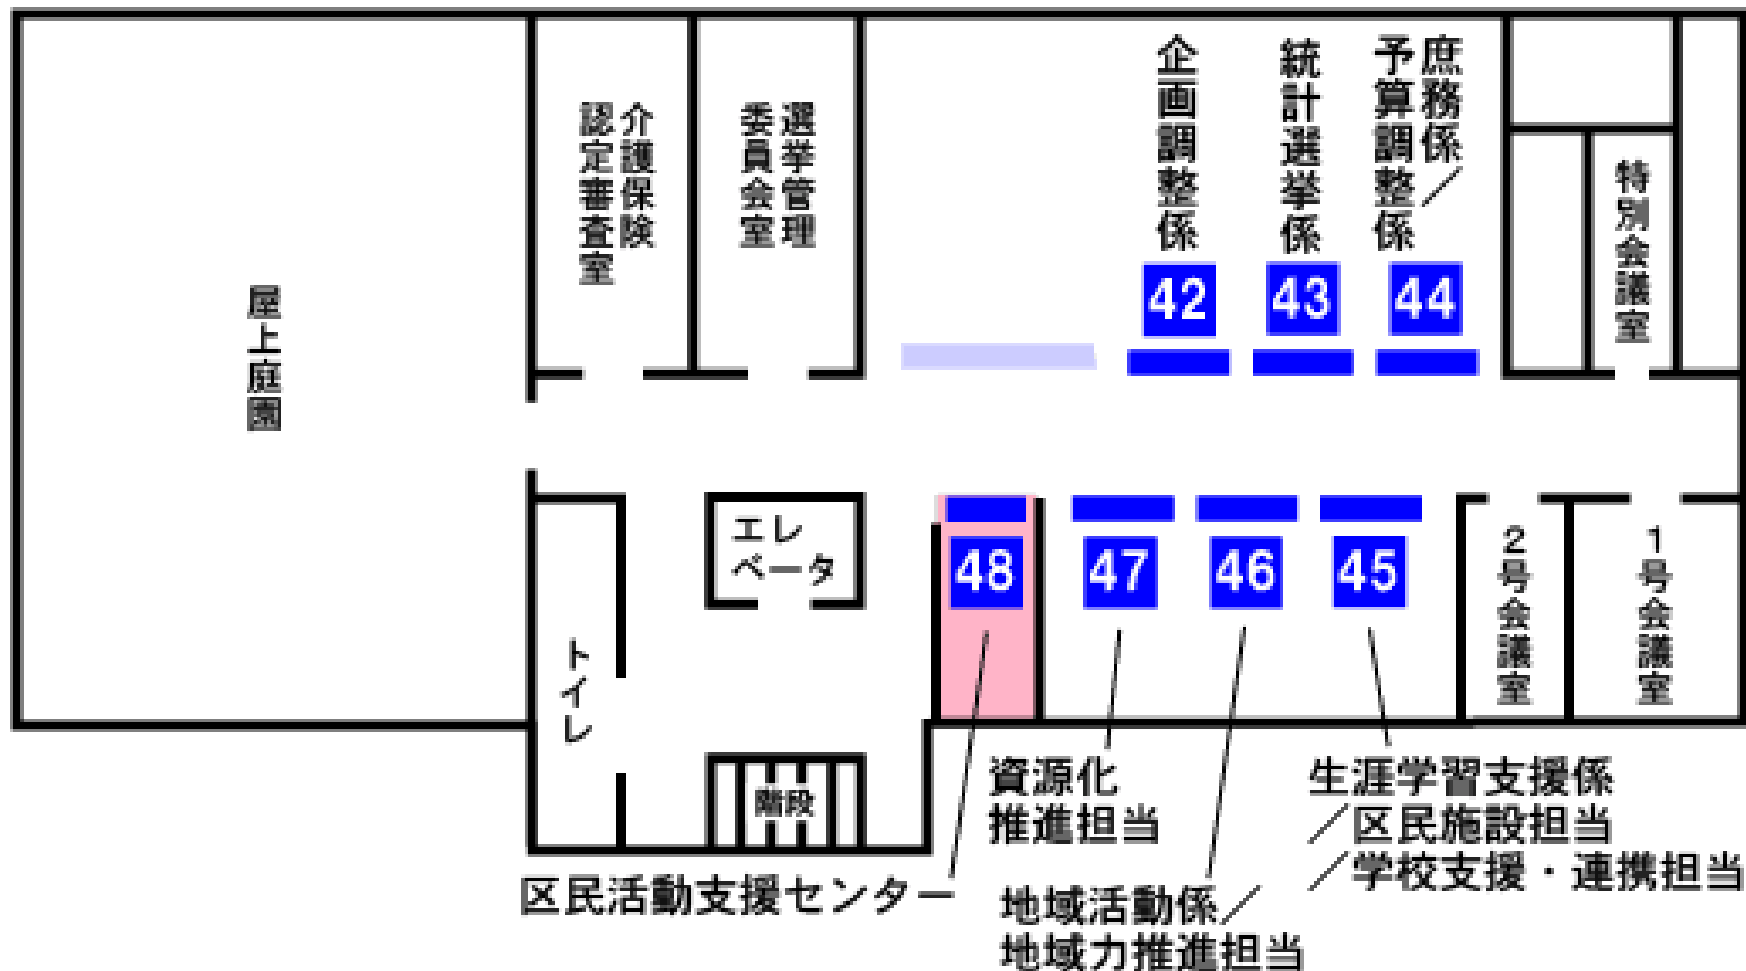 屋上庭園
介護保険
認定審査室
選挙管理
委員会室
企画調整係
統計選挙係
庶務係／
予算調整係
42
43
44
特別会議室
エレ
ベータ
48
47
46
45
2号会議室
1号会議室
トイレ
階段
資源化
推進担当
生涯学習支援係
／区民施設担当
／学校支援・連携担当
区民活動支援センター
地域活動係／
地域力推進担当